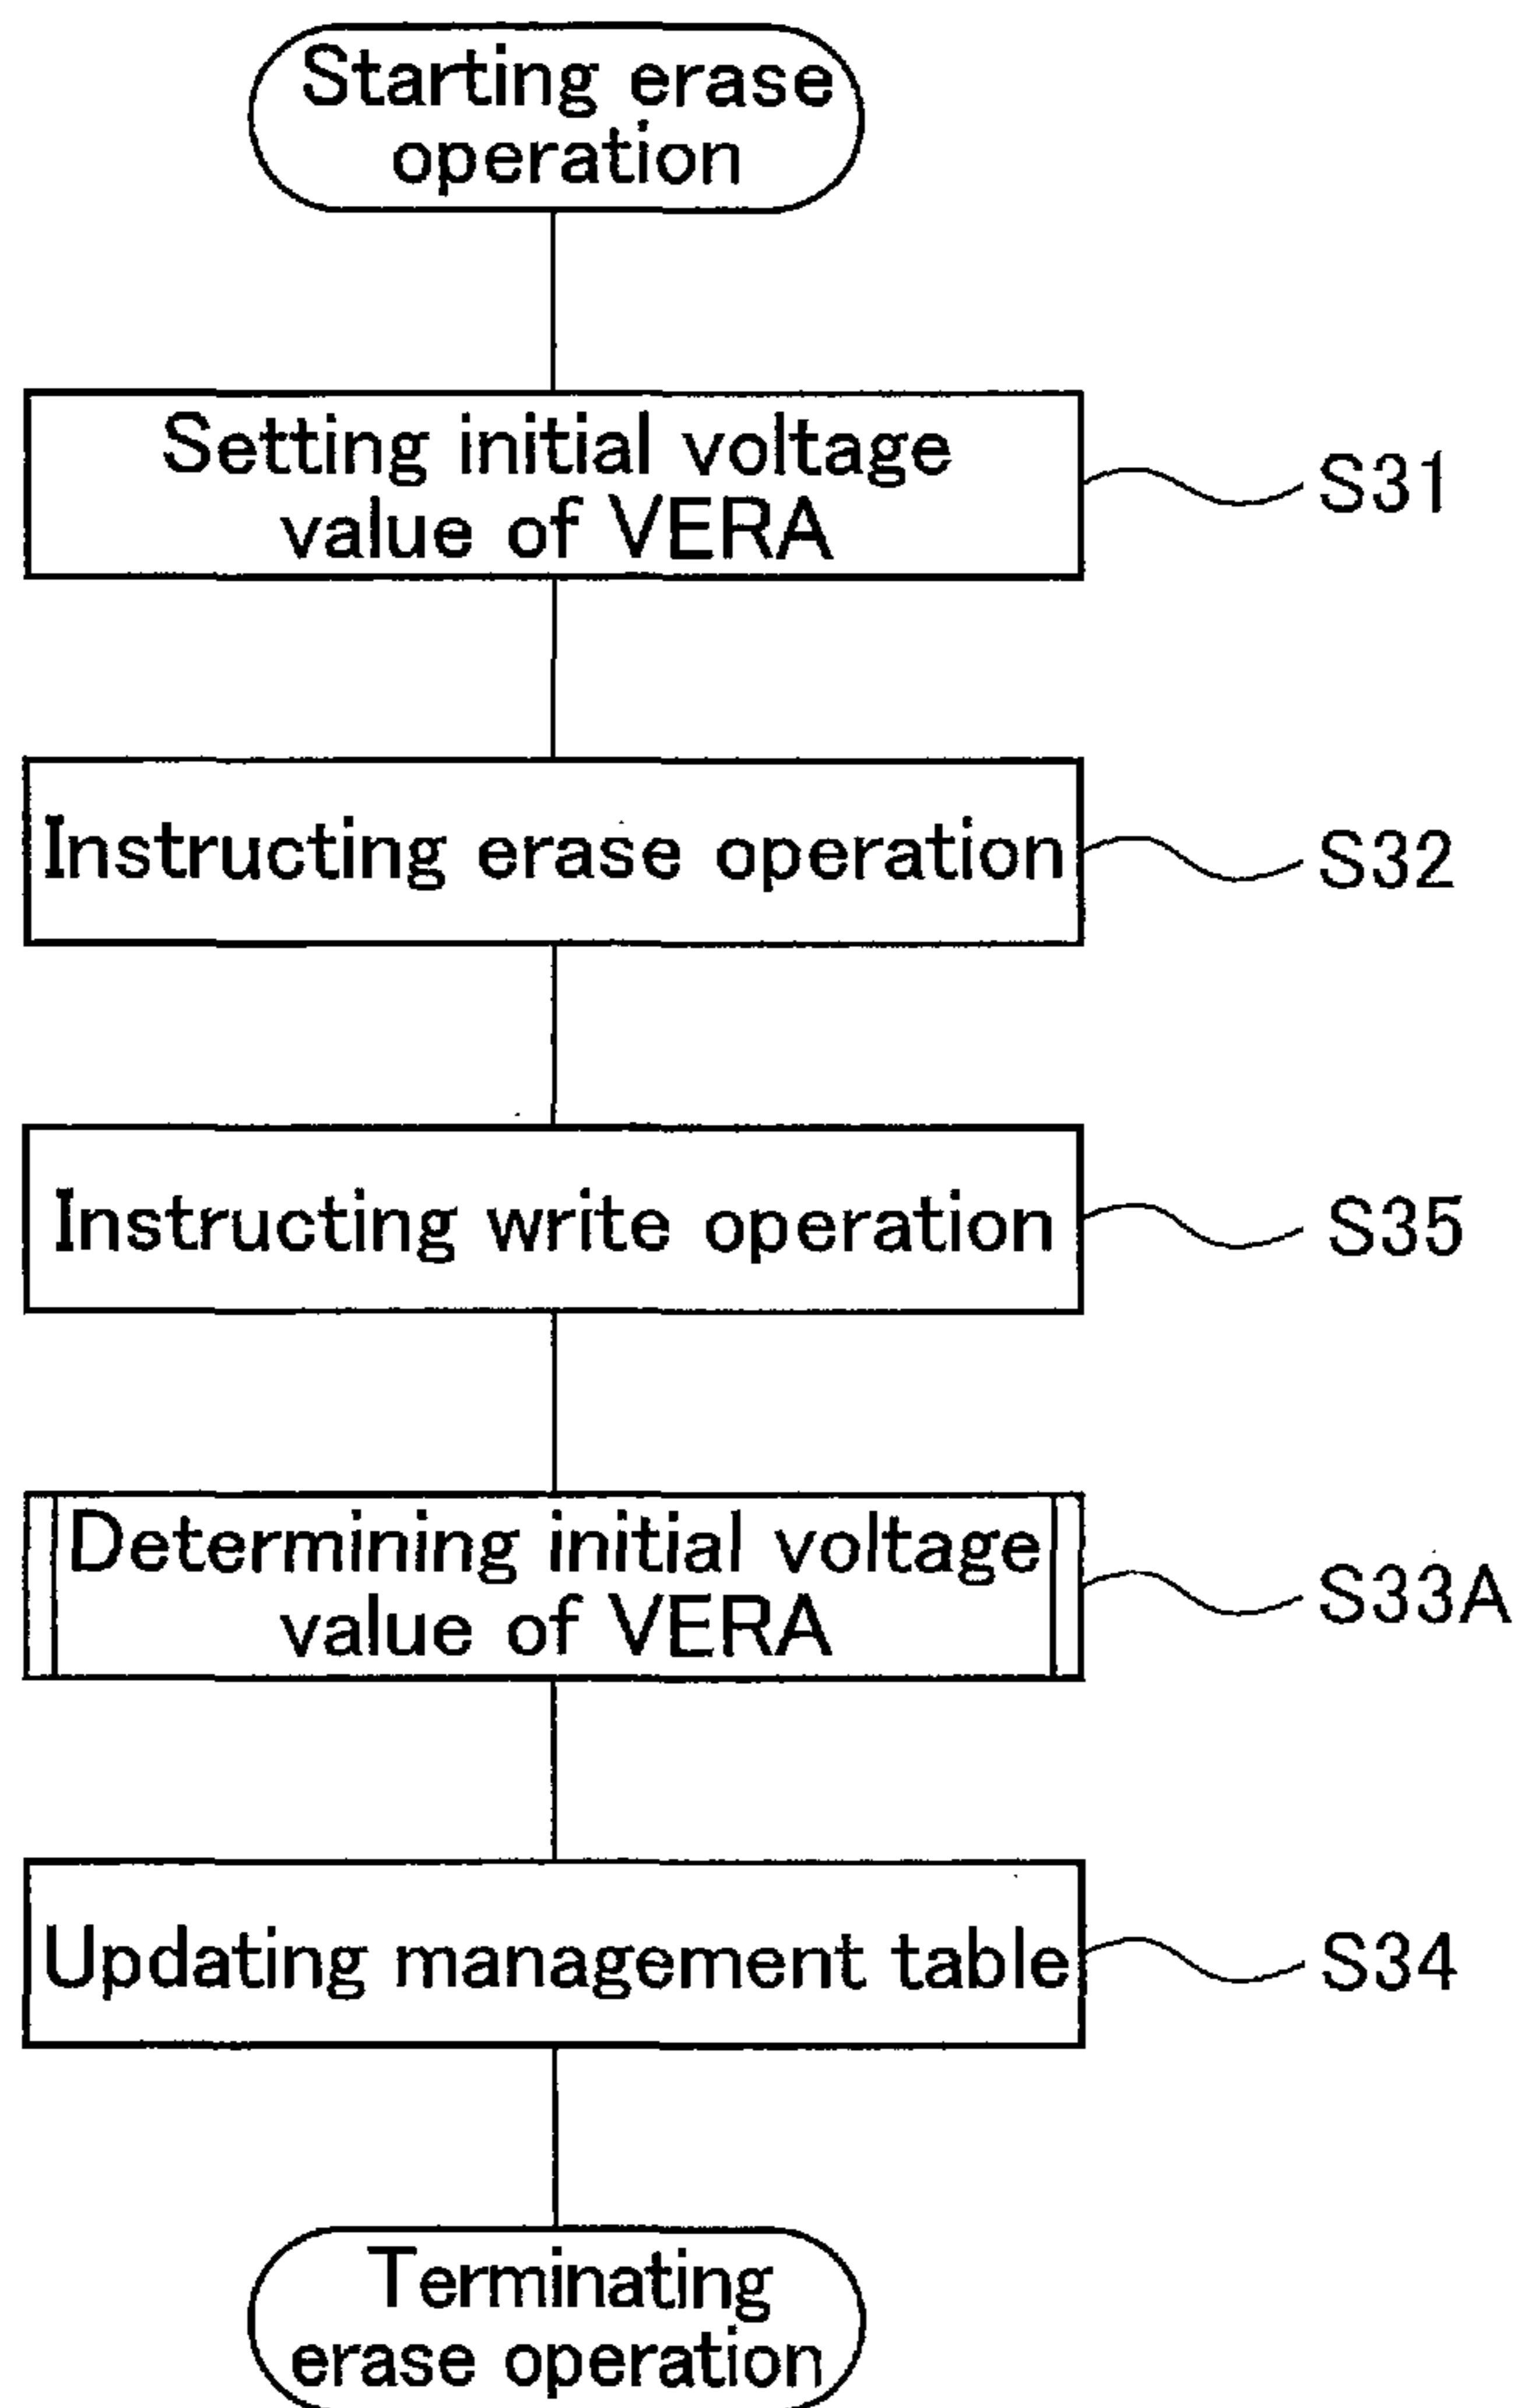 Starting erase
operation
Setting initial voltage
value of VERA
S31
Instructing erase operation
S32
Instructing write operation
S35
Determining initial voltage
value of VERA
S33A
Updating management table
S34
Terminating
erase operation